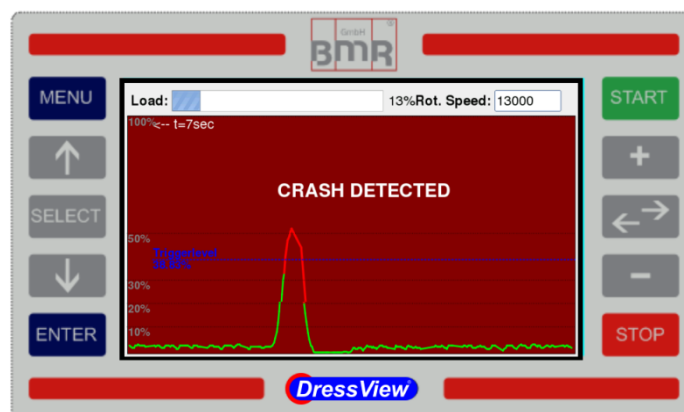 GmbH
BMR
MENU
SELECT
ENTER
START
+
−
STOP
Load:
13%Rot. Speed: 13000
100%<-- t=7sec
CRASH DETECTED
50%
Triggerlevel
30%
20%
10%
DressView